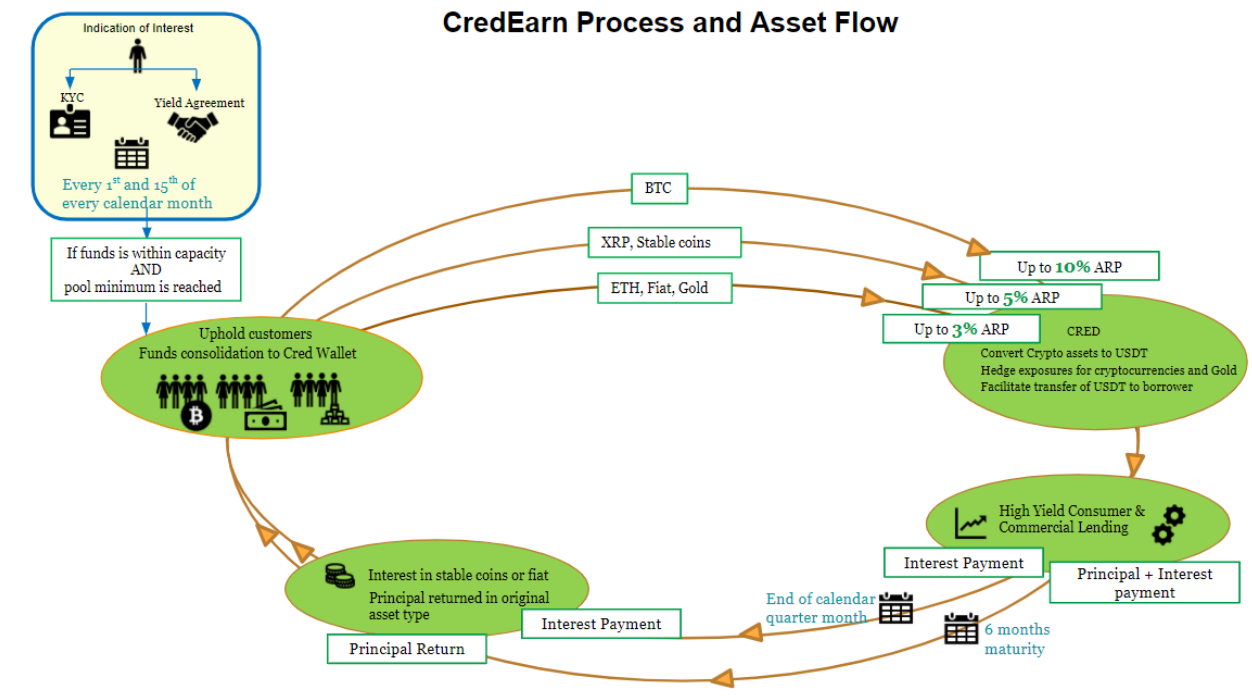 CredEarn Process and Asset Flow
Indication of Interest
KYC
Yield Agreement
Every 1st and 15th of
every calendar month
If funds is within capacity
AND
pool minimum is reached
Uphold customers
Funds consolidation to Cred Wallet
BTC
XRP, Stable coins
ETH, Fiat, Gold
Up to 10% ARP
Up to 5% ARP
Up to 3% ARP
CRED
Convert Crypto assets to USDT
Hedge exposures for cryptocurrencies and Gold
Facilitate transfer of USDT to borrower
High Yield Consumer &
Commercial Lending
Interest Payment
Principal + Interest
payment
End of calendar
quarter month
6 months
maturity
Interest in stable coins or fiat
Principal returned in original
asset type
Interest Payment
Principal Return